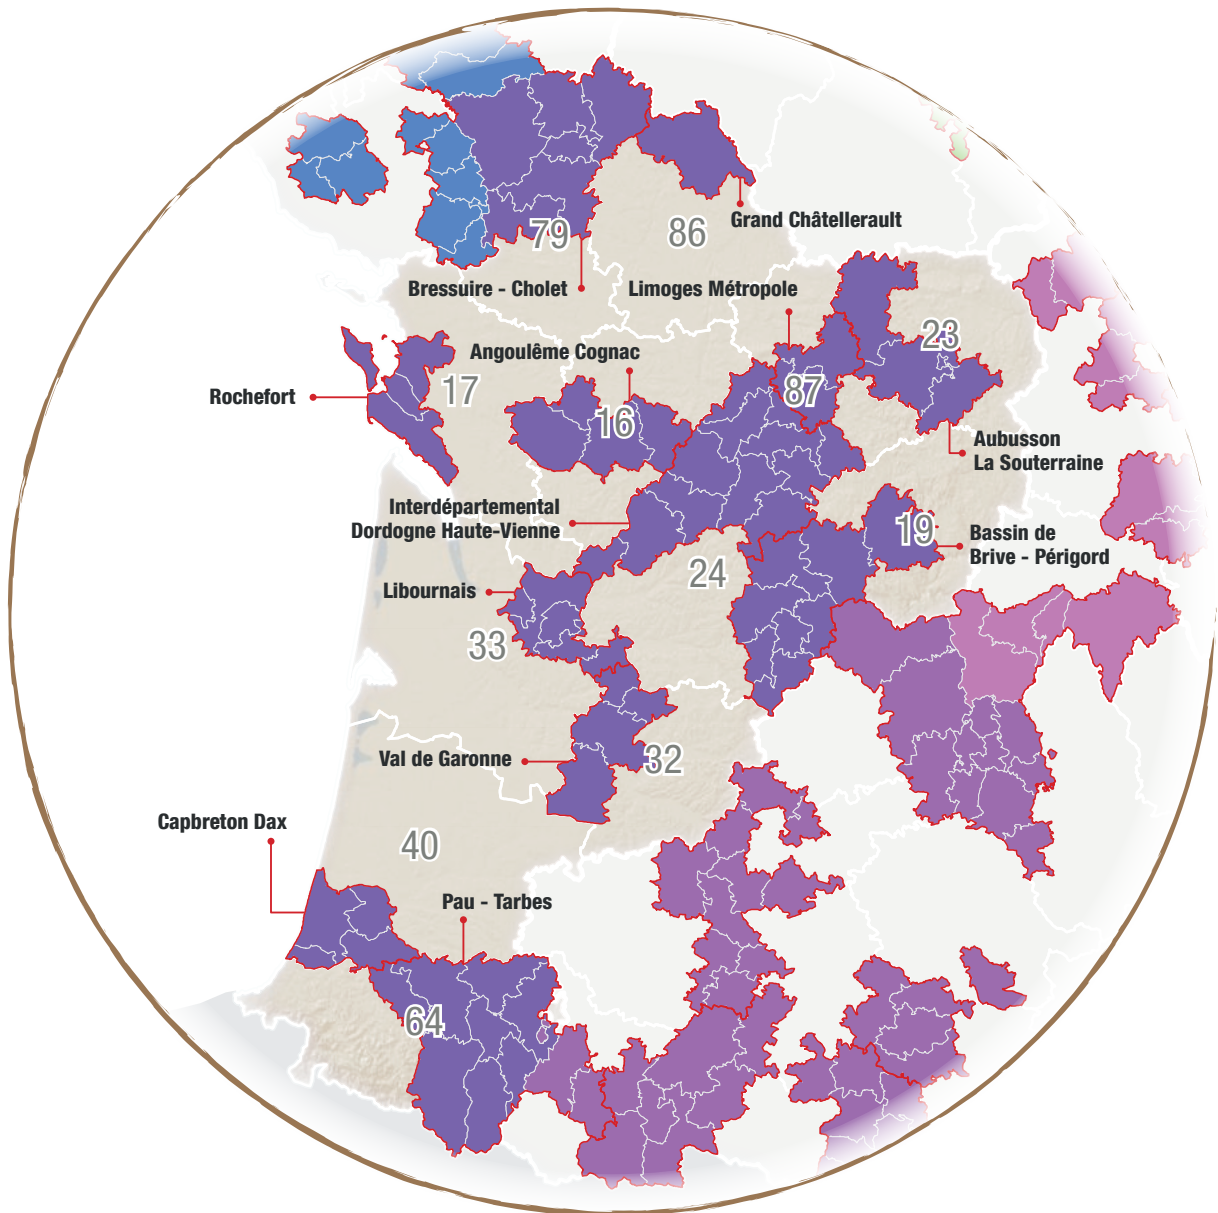 Grand Châtellerault
79
86
Bressuire - Cholet
Limoges Métropole
23
Angoulême Cognac
17
87
Rochefort
16
Aubusson
La Souterraine
Interdépartemental
Dordogne Haute-Vienne
19
Bassin de
Brive - Périgord
24
Libournais
33
Val de Garonne
32
Capbreton Dax
40
Pau - Tarbes
64